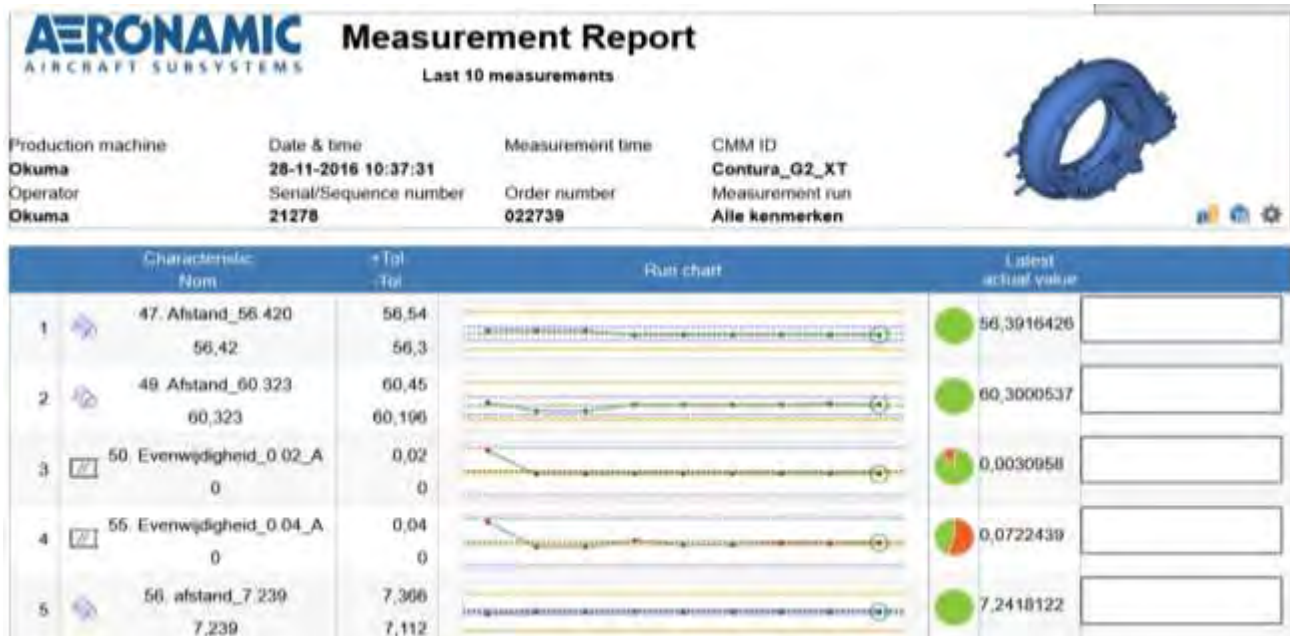 AERONAMIC
AIRCRAFT SUBSYSTEMS
Measurement Report
Last 10 measurements
Production machine Date & time Measurement time CMM ID
Okuma 28-11-2016 10:37:31 Contura_G2_XT
Operator Serial/Sequence number Order number Measurement run
Okuma 21278 022739 Alle kenmerken
Characteristic +Tol Run chart Latest
Nom -Tol actual value
47. Afstand_56.420 56,54
1 56,3916426
56,42 56,3
49. Afstand_60.323 60,45
2 60,3000537
60,323 60,196
50. Evenwijdigheid_0.02_A 0,02
3 0,0030958
0 0
55. Evenwijdigheid_0.04_A 0,04
4 0,0722439
0 0
56. afstand_7.239 7,366
5 7,2418122
7,239 7,112